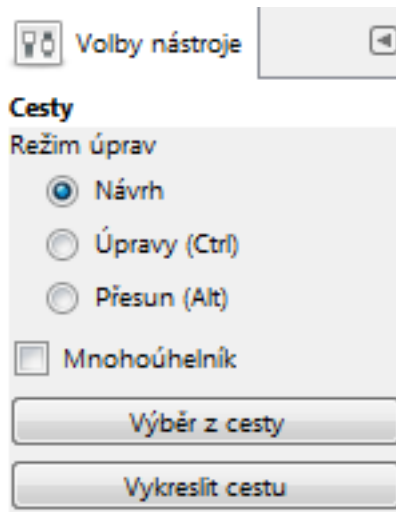 Volby nástroje
Cesty
Režim úprav
Návrh
Úpravy (Ctrl)
Přesun (Alt)
Mnohoúhelník
Výběr z cesty
Vykreslit cestu